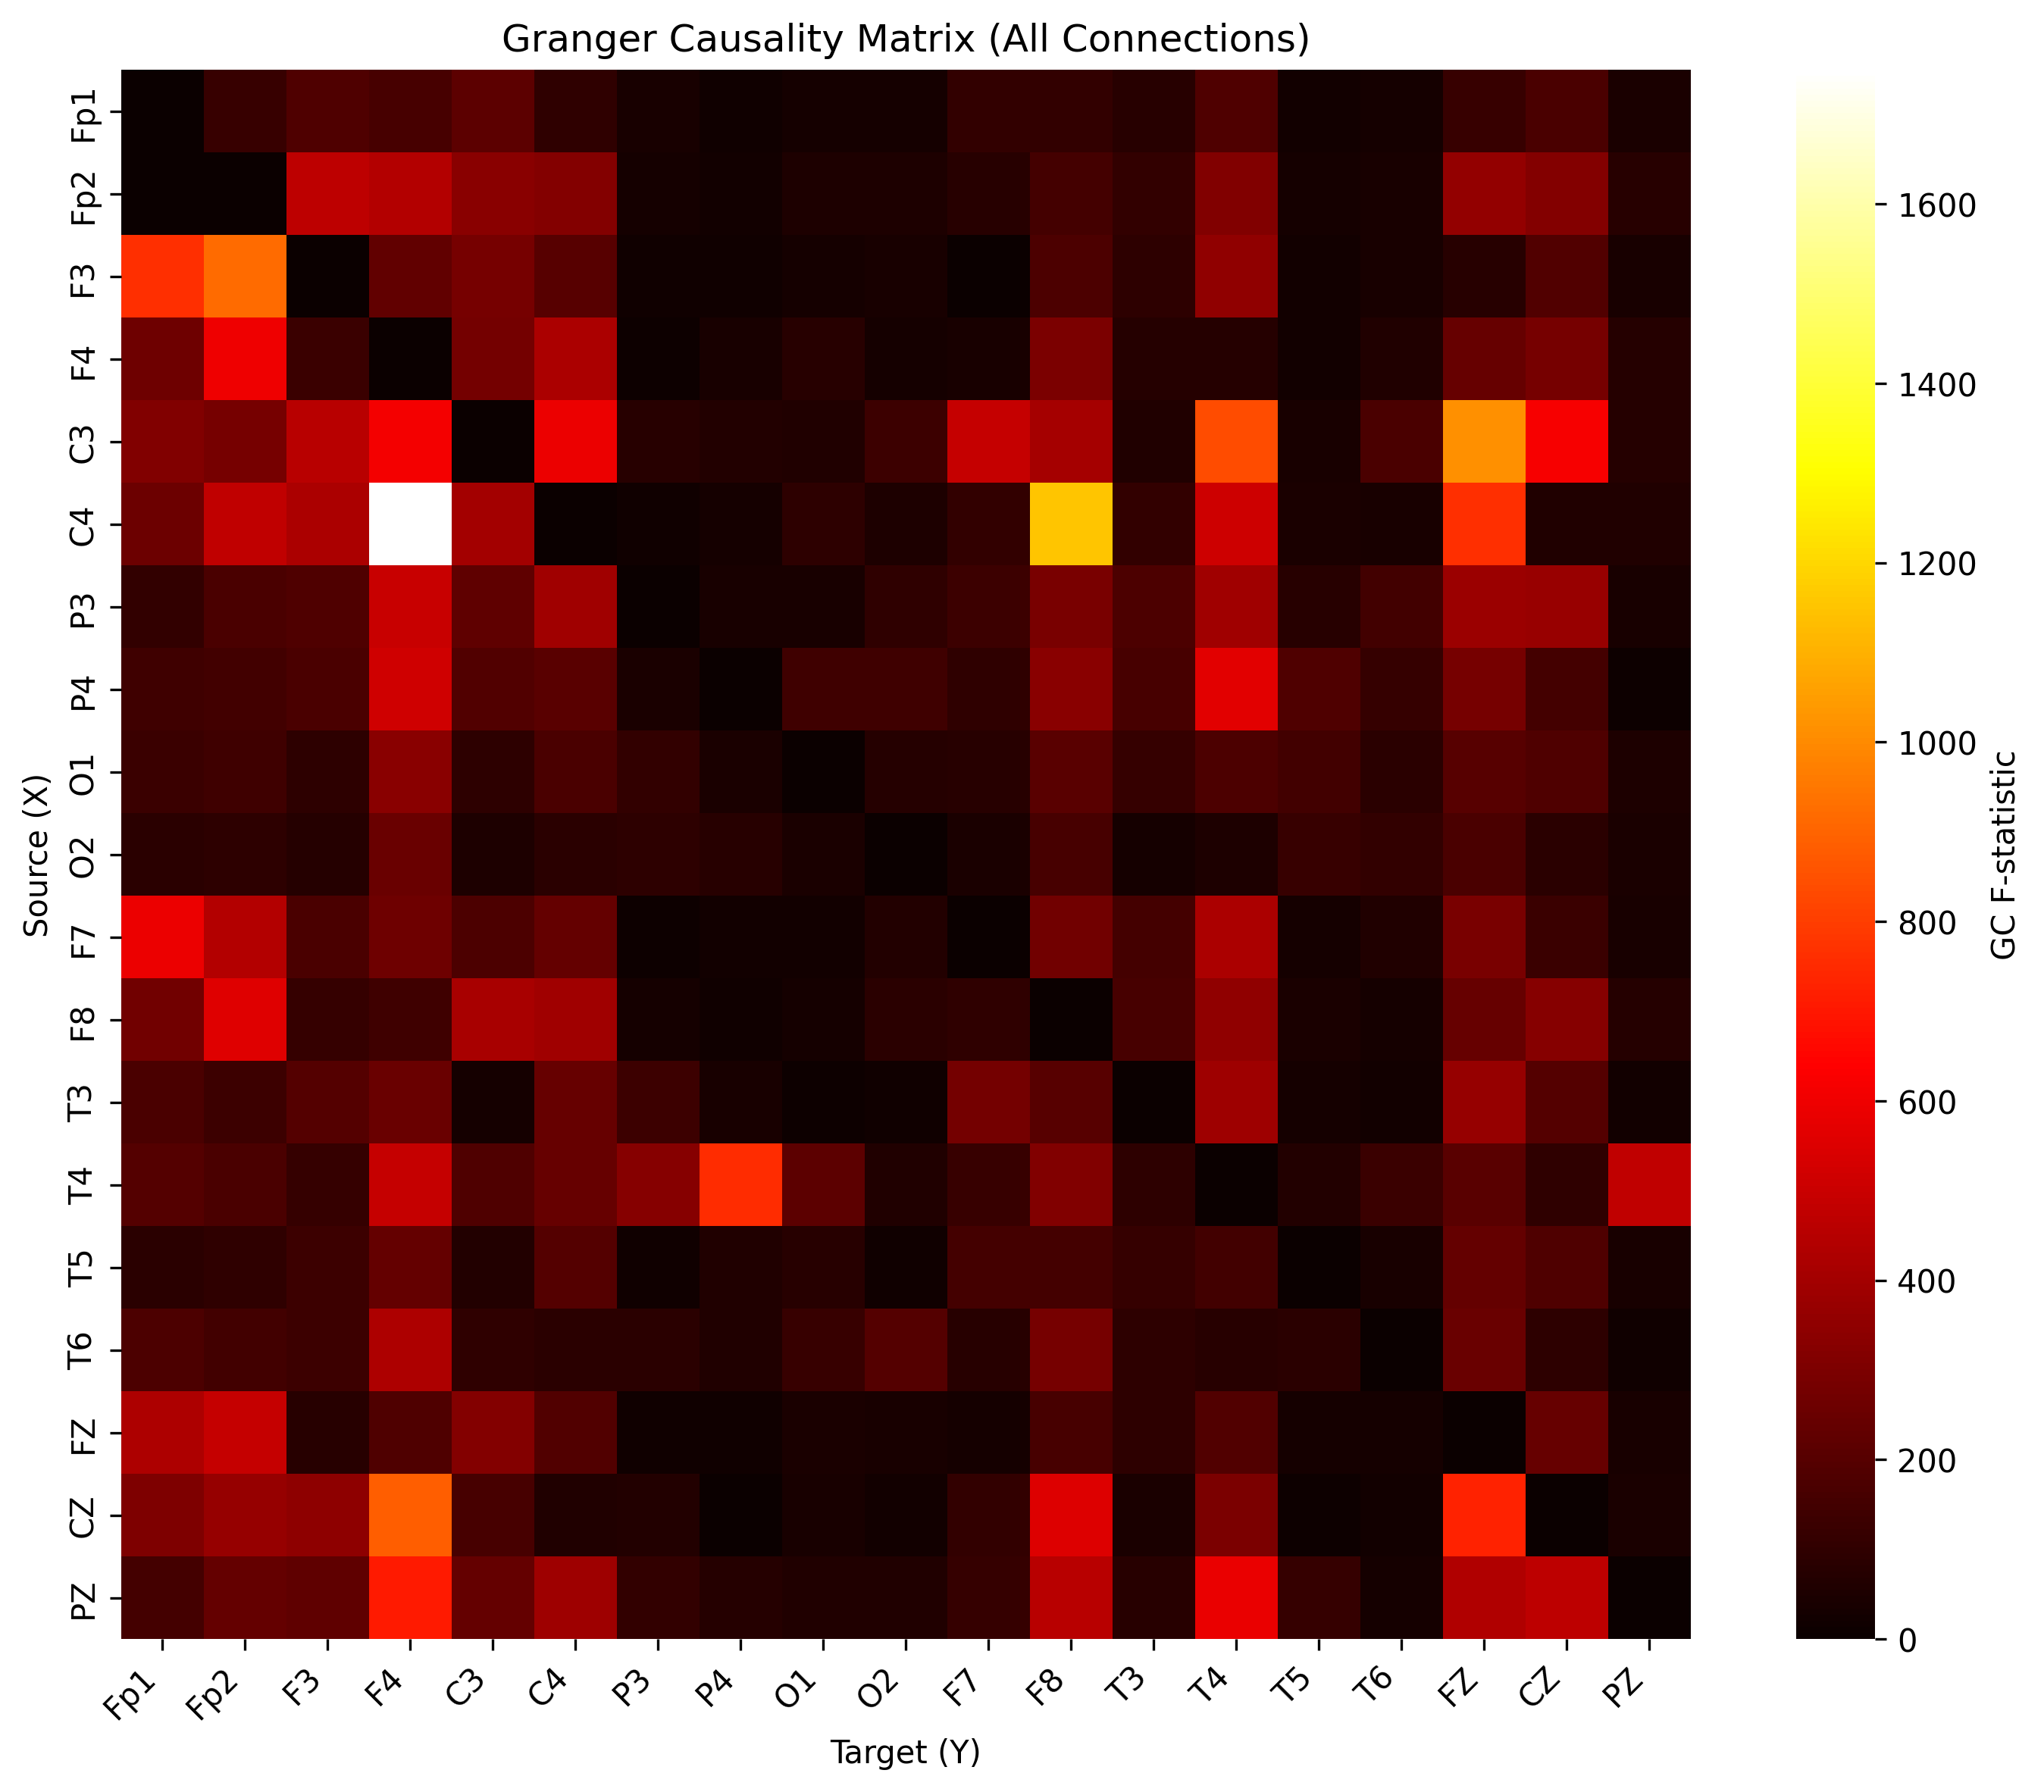 Granger Causality Matrix (All Connections)
Source (X)
Fp1
Fp2
F3
F4
C3
C4
P3
P4
O1
O2
F7
F8
T3
T4
T5
T6
FZ
CZ
PZ
Fp1
Fp2
F3
F4
C3
C4
P3
P4
O1
O2
F7
F8
T3
T4
T5
T6
FZ
CZ
PZ
Target (Y)
1600
1400
1200
1000
800
600
400
200
0
GC F-statistic